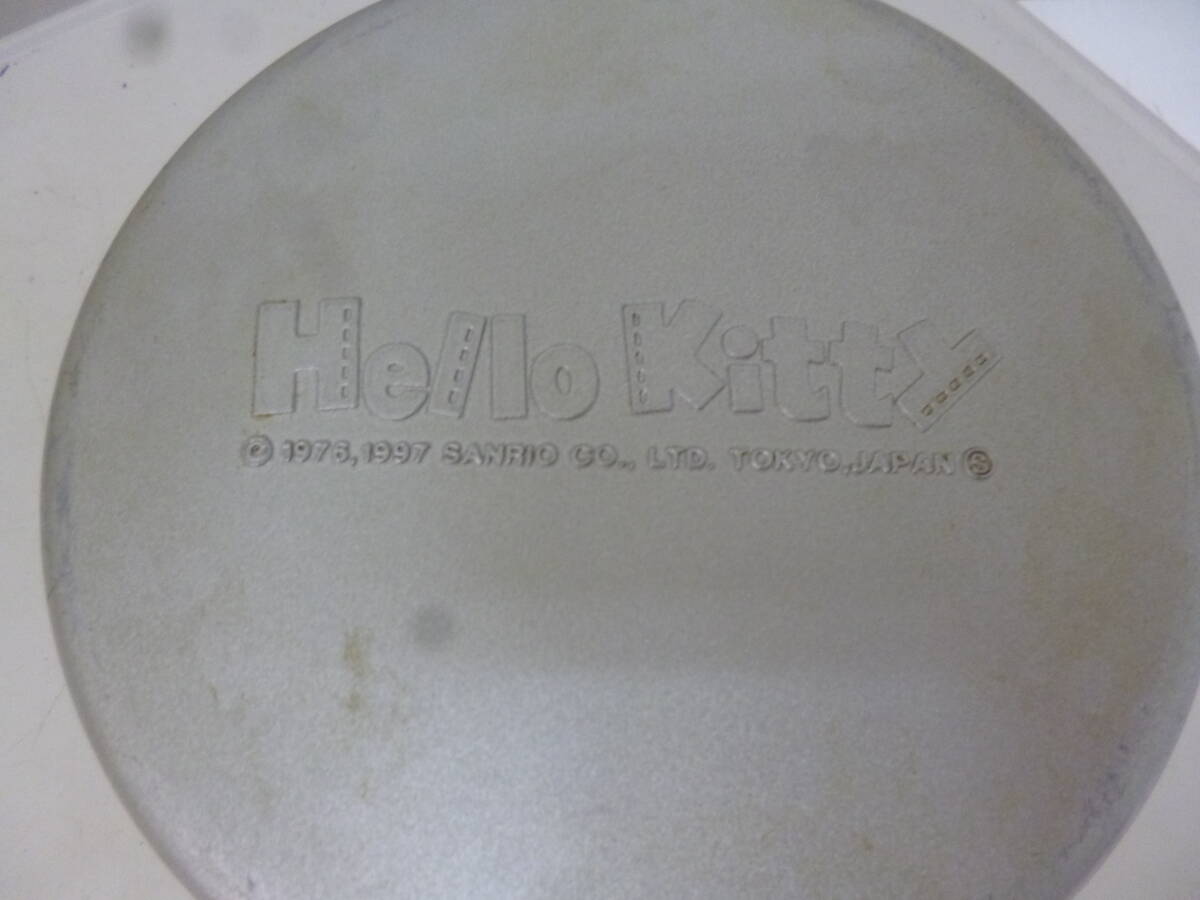 Hello Kitty
© 1976, 1997 SANRIO CO., LTD. TOKYO, JAPAN Ⓢ